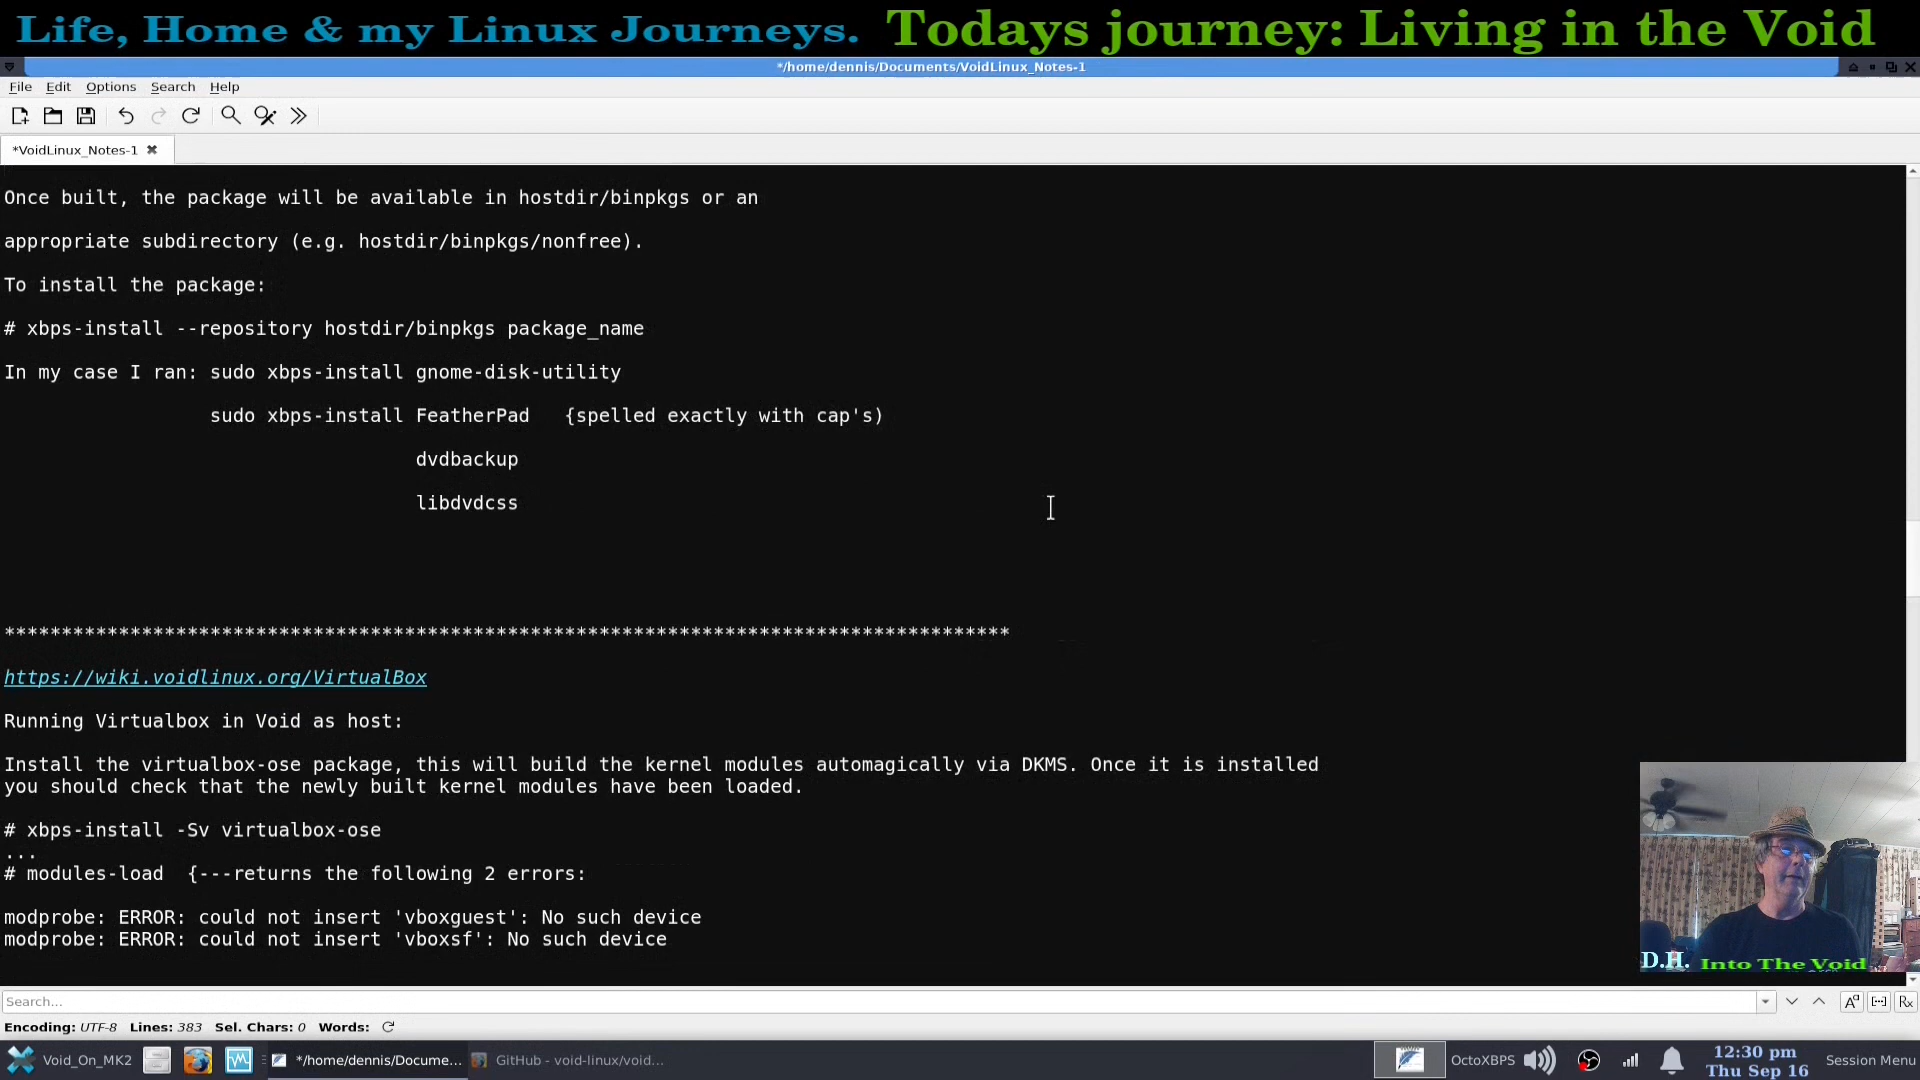 Life, Home & my Linux Journeys. Todays journey: Living in the Void
*/home/dennis/Documents/VoidLinux_Notes-1
File Edit Options Search Help
*VoidLinux_Notes-1
Once built, the package will be available in hostdir/binpkgs or an
appropriate subdirectory (e.g. hostdir/binpkgs/nonfree).
To install the package:
# xbps-install --repository hostdir/binpkgs package_name
In my case I ran: sudo xbps-install gnome-disk-utility
sudo xbps-install FeatherPad {spelled exactly with cap's)
dvdbackup
libdvdcss
****************************************************************************************
https://wiki.voidlinux.org/VirtualBox
Running Virtualbox in Void as host:
Install the virtualbox-ose package, this will build the kernel modules automagically via DKMS. Once it is installed
you should check that the newly built kernel modules have been loaded.
# xbps-install -Sv virtualbox-ose
...
# modules-load {---returns the following 2 errors:
modprobe: ERROR: could not insert 'vboxguest': No such device
modprobe: ERROR: could not insert 'vboxsf': No such device
D.H. Into The Void
Search...
Encoding: UTF-8 Lines: 383 Sel. Chars: 0 Words:
Void_On_MK2 */home/dennis/Docume... GitHub - void-linux/void... OctoXBPS 12:30 pm Session Menu
Thu Sep 16